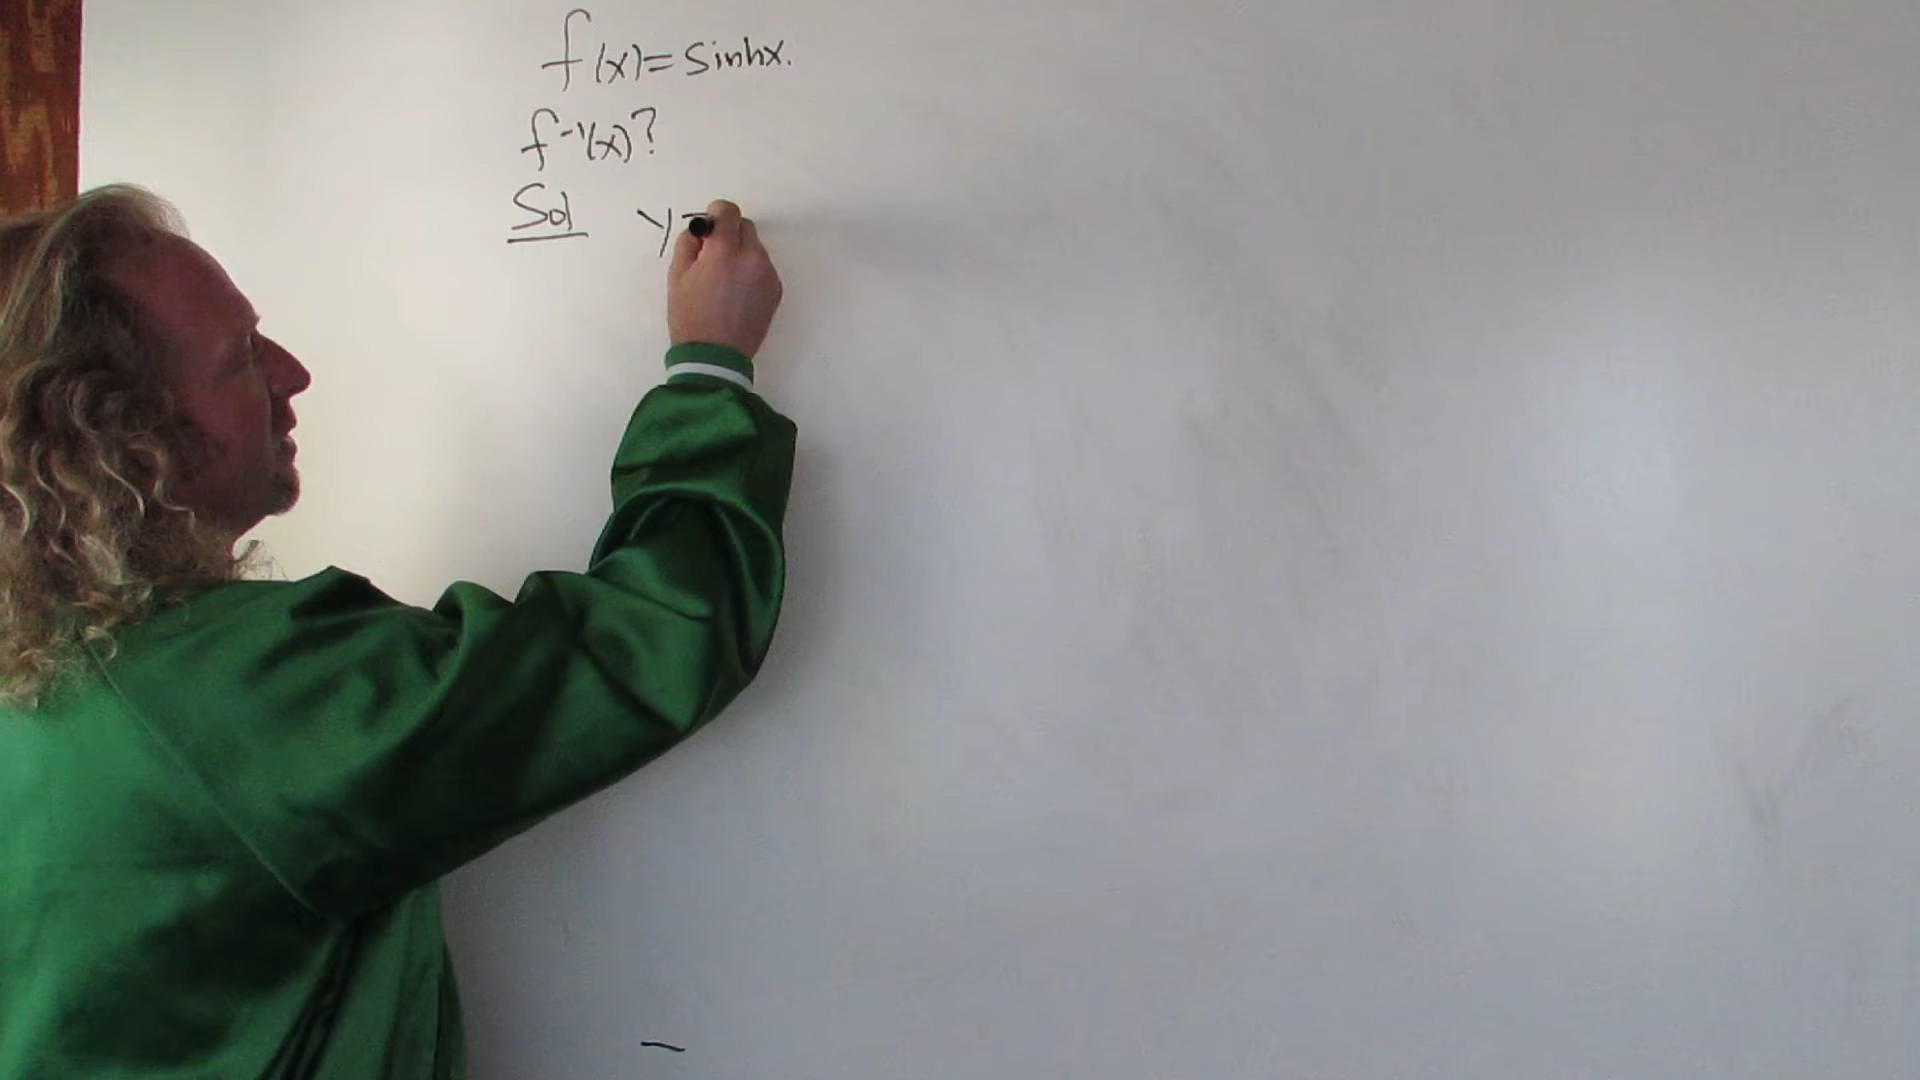 f(x)=sinhx.
f⁻¹(x)?
Sol y=